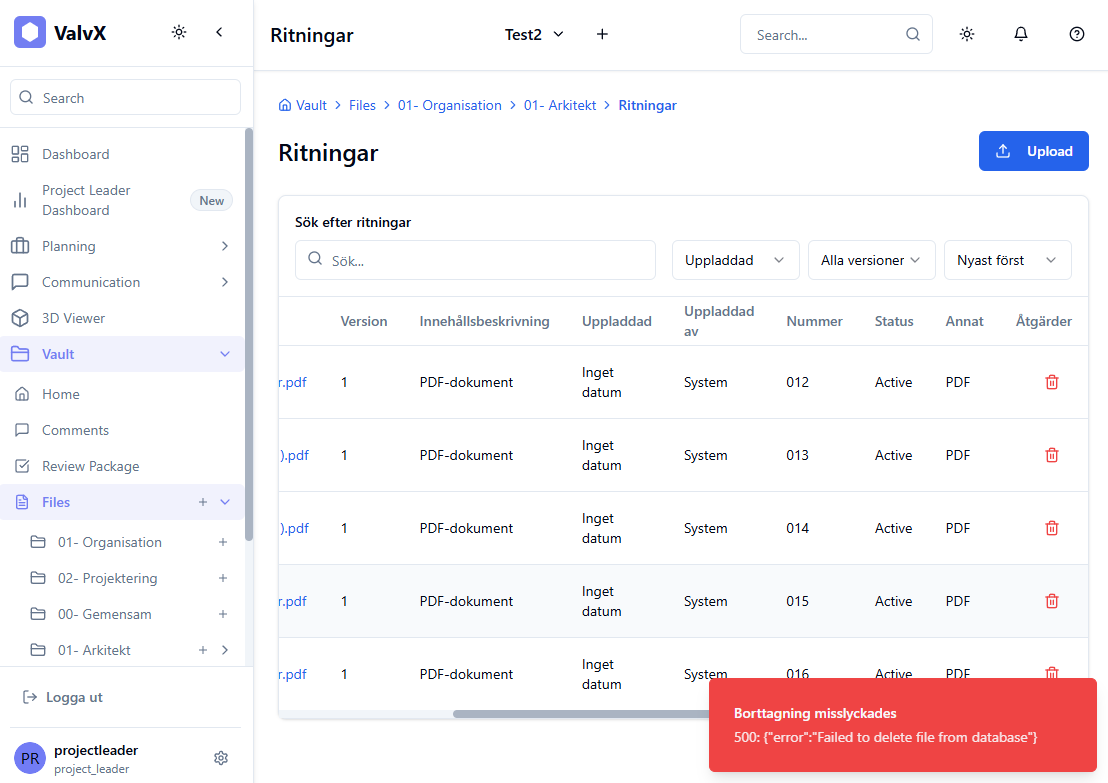 ValvX
Search
Dashboard
Project Leader
Dashboard
New
Planning
Communication
3D Viewer
Vault
Home
Comments
Review Package
Files
01- Organisation
02- Projektering
00- Gemensam
01- Arkitekt
Logga ut
PR
projectleader
project_leader
Ritningar
Test2
Search...
Vault > Files > 01- Organisation > 01- Arkitekt > Ritningar
Ritningar
Upload
Sök efter ritningar
Sök...
Uppladdad
Alla versioner
Nyast först
Version Innehållsbeskrivning Uppladdad Uppladdad av Nummer Status Annat Åtgärder
r.pdf 1 PDF-dokument Inget datum System 012 Active PDF
).pdf 1 PDF-dokument Inget datum System 013 Active PDF
).pdf 1 PDF-dokument Inget datum System 014 Active PDF
r.pdf 1 PDF-dokument Inget datum System 015 Active PDF
r.pdf 1 PDF-dokument Inget datum System 016 Active PDF
Borttagning misslyckades
500: {"error":"Failed to delete file from database"}